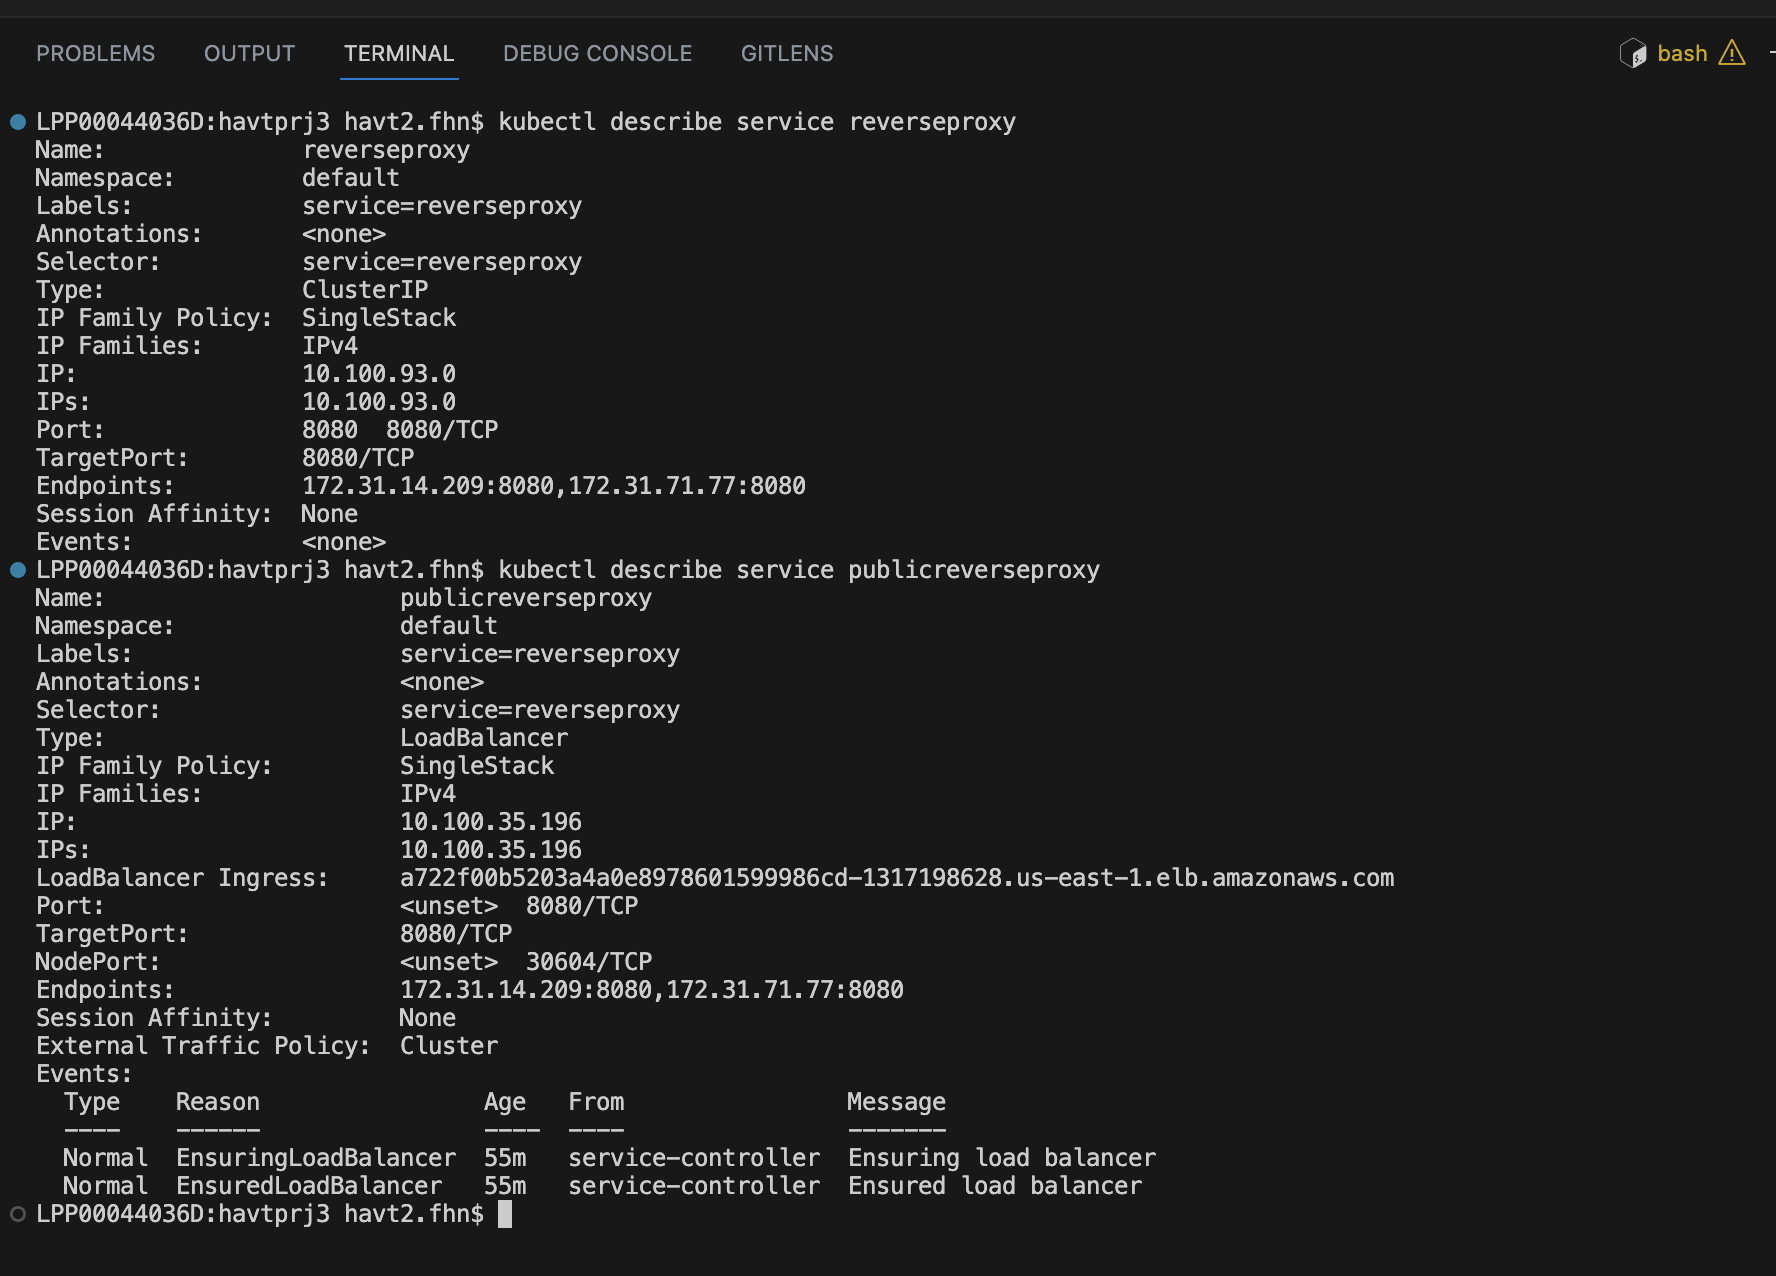 PROBLEMS OUTPUT TERMINAL DEBUG CONSOLE GITLENS bash
LPP00044036D:havtprj3 havt2.fhn$ kubectl describe service reverseproxy
Name: reverseproxy
Namespace: default
Labels: service=reverseproxy
Annotations: <none>
Selector: service=reverseproxy
Type: ClusterIP
IP Family Policy: SingleStack
IP Families: IPv4
IP: 10.100.93.0
IPs: 10.100.93.0
Port: 8080 8080/TCP
TargetPort: 8080/TCP
Endpoints: 172.31.14.209:8080,172.31.71.77:8080
Session Affinity: None
Events: <none>
LPP00044036D:havtprj3 havt2.fhn$ kubectl describe service publicreverseproxy
Name: publicreverseproxy
Namespace: default
Labels: service=reverseproxy
Annotations: <none>
Selector: service=reverseproxy
Type: LoadBalancer
IP Family Policy: SingleStack
IP Families: IPv4
IP: 10.100.35.196
IPs: 10.100.35.196
LoadBalancer Ingress: a722f00b5203a4a0e8978601599986cd-1317198628.us-east-1.elb.amazonaws.com
Port: <unset> 8080/TCP
TargetPort: 8080/TCP
NodePort: <unset> 30604/TCP
Endpoints: 172.31.14.209:8080,172.31.71.77:8080
Session Affinity: None
External Traffic Policy: Cluster
Events:
Type Reason Age From Message
---- ------ ---- ---- -------
Normal EnsuringLoadBalancer 55m service-controller Ensuring load balancer
Normal EnsuredLoadBalancer 55m service-controller Ensured load balancer
LPP00044036D:havtprj3 havt2.fhn$